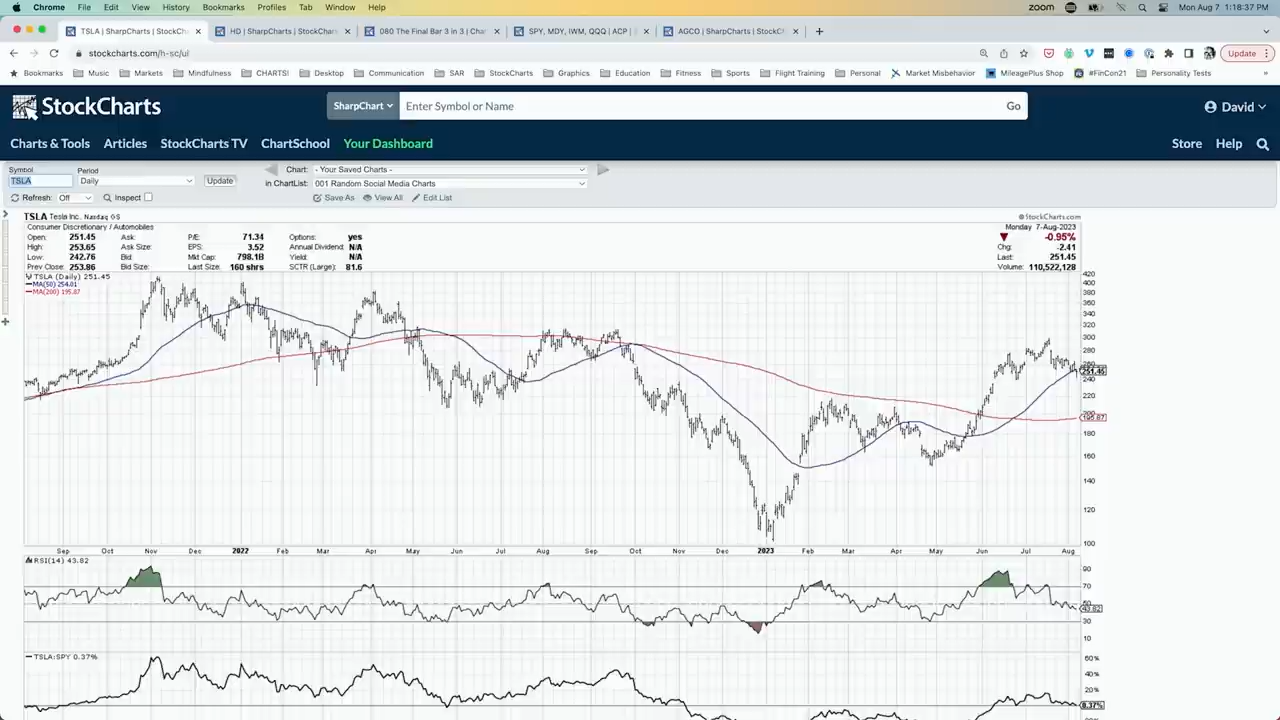 Chrome File Edit View History Bookmarks Profiles Tab Window Help zoom Mon Aug 7 1:18:37 PM
TSLA | SharpCharts | StockCh HD | SharpCharts | StockChart 080 The Final Bar 3 in 3 | Char SPY, MDY, IWM, QQQ | ACP | AGCO | SharpCharts | StockCh
stockcharts.com/h-sc/ui Update
Bookmarks Music Markets Mindfulness CHARTS! Desktop Communication SAR StockCharts Graphics Education Fitness Sports Flight Training Personal Market Misbehavior MileagePlus Shop #FinCon21 Personality Tests »
StockCharts SharpChart Enter Symbol or Name Go David
Charts & Tools Articles StockCharts TV ChartSchool Your Dashboard Store Help
Symbol Period Chart: - Your Saved Charts -
TSLA Daily Update in ChartList: 001 Random Social Media Charts
Refresh: Off Inspect Save As View All Edit List
TSLA Tesla Inc. Nasdaq GS ©StockCharts.com
Consumer Discretionary / Automobiles Monday 7-Aug-2023
Open: 251.45 Ask: P/E: 71.34 Options: yes -0.95%
High: 253.65 Ask Size: EPS: 3.52 Annual Dividend: N/A Chg: -2.41
Low: 242.76 Bid: Mkt Cap: 798.1B Yield: N/A Last: 251.45
Prev Close: 253.86 Bid Size: Last Size: 160 shrs SCTR (Large): 81.6 Volume: 110,522,128
TSLA (Daily) 251.45
MA(50) 254.01
MA(200) 195.87
420
400
380
360
340
320
300
280
260
251.45
240
220
200
195.87
180
160
140
120
100
Sep Oct Nov Dec 2022 Feb Mar Apr May Jun Jul Aug Sep Oct Nov Dec 2023 Feb Mar Apr May Jun Jul Aug
RSI(14) 43.82
90
70
50
43.82
30
10
TSLA:SPY 0.37%
60%
40%
20%
0.37%